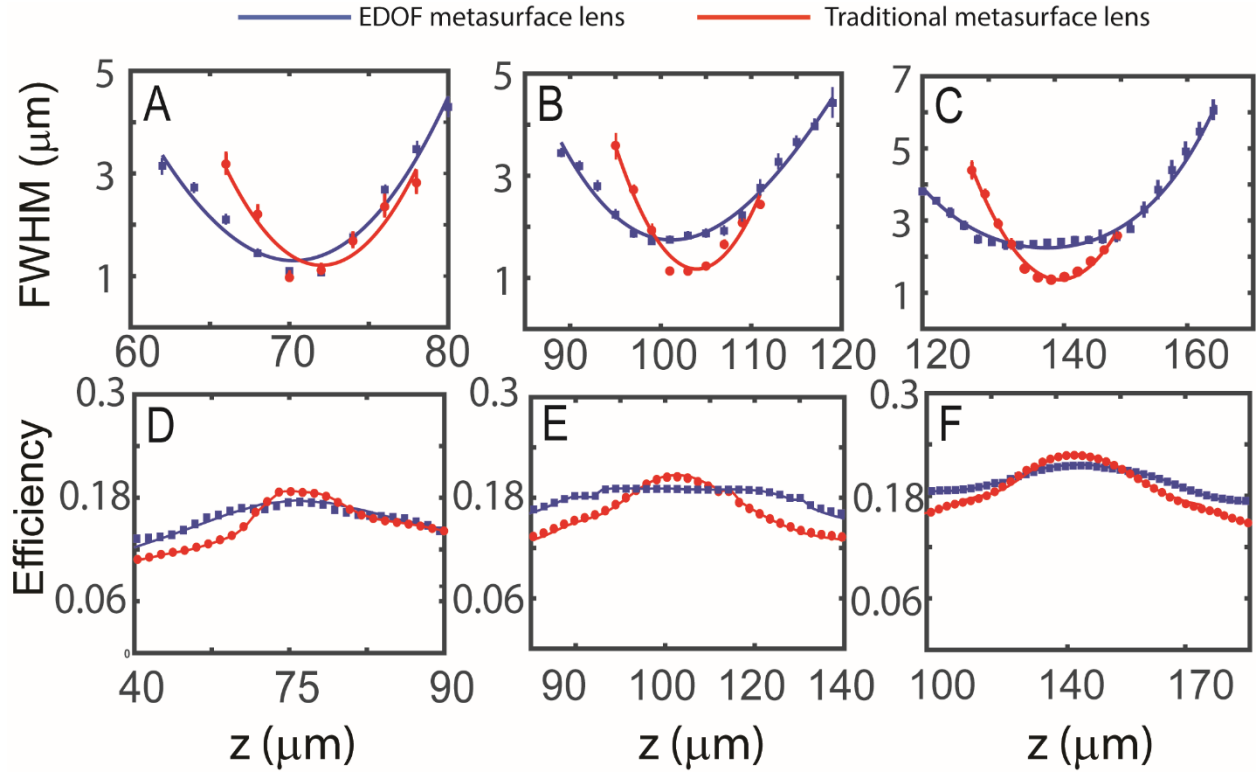 EDOF metasurface lens Traditional metasurface lens
5 5 7
A B C
5
3 3
3
1 1 1
FWHM (μm)
60 70 80 90 100 110 120 120 140 160
0.3 0.3 0.3
D E F
0.18 0.18 0.18
0.06 0.06 0.06
0
Efficiency
40 75 90 100 120 140 100 140 170
z (μm) z (μm) z (μm)